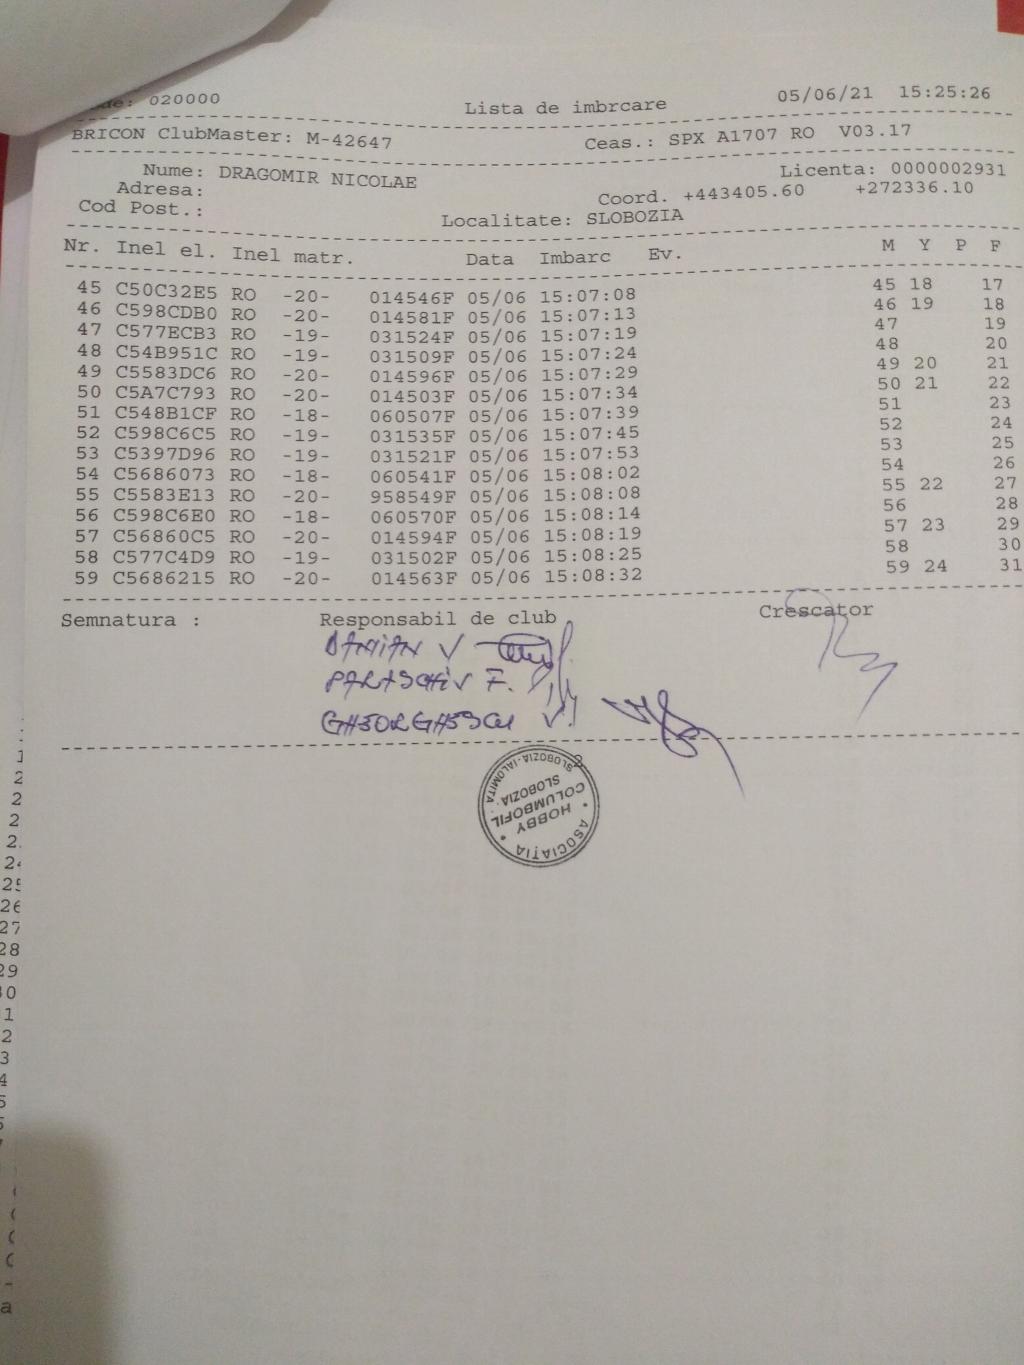 020000 Lista de imbrcare 05/06/21 15:25:26
BRICON ClubMaster: M-42647 Ceas.: SPX A1707 RO V03.17
Nume: DRAGOMIR NICOLAE Licenta: 0000002931
Adresa: Coord. +443405.60 +272336.10
Cod Post.: Localitate: SLOBOZIA
Nr. Inel el. Inel matr. Data Imbarc Ev. M Y P F
45 C50C32E5 RO -20- 014546F 05/06 15:07:08 45 18 17
46 C598CDB0 RO -20- 014581F 05/06 15:07:13 46 19 18
47 C577ECB3 RO -19- 031524F 05/06 15:07:19 47 19
48 C54B951C RO -19- 031509F 05/06 15:07:24 48 20
49 C5583DC6 RO -20- 014596F 05/06 15:07:29 49 20 21
50 C5A7C793 RO -20- 014503F 05/06 15:07:34 50 21 22
51 C548B1CF RO -18- 060507F 05/06 15:07:39 51 23
52 C598C6C5 RO -19- 031535F 05/06 15:07:45 52 24
53 C5397D96 RO -19- 031521F 05/06 15:07:53 53 25
54 C5686073 RO -18- 060541F 05/06 15:08:02 54 26
55 C5583E13 RO -20- 958549F 05/06 15:08:08 55 22 27
56 C598C6E0 RO -18- 060570F 05/06 15:08:14 56 28
57 C56860C5 RO -20- 014594F 05/06 15:08:19 57 23 29
58 C577C4D9 RO -19- 031502F 05/06 15:08:25 58 30
59 C5686215 RO -20- 014563F 05/06 15:08:32 59 24 31
Semnatura : Responsabil de club Crescator
DAMIAN V
PARASCHIV F.
GHEORGHESCU V.
ASOCIAȚIA
HOBBY
COLUMBOFIL
SLOBOZIA
SLOBOZIA-IALOMITA
2